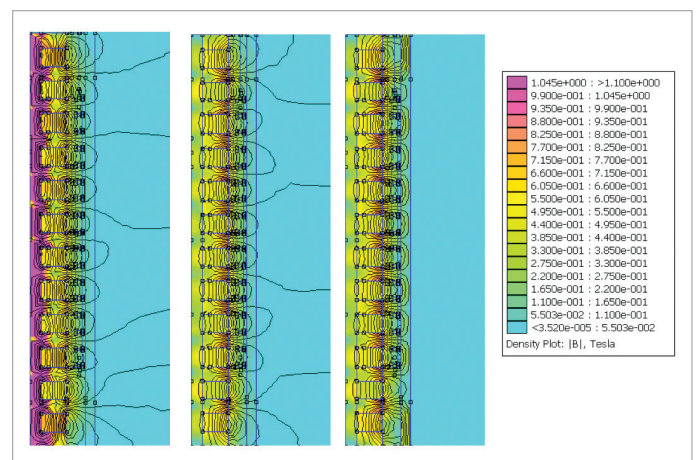 1.045e+000 : >1.100e+000
9.900e-001 : 1.045e+000
9.350e-001 : 9.900e-001
8.800e-001 : 9.350e-001
8.250e-001 : 8.800e-001
7.700e-001 : 8.250e-001
7.150e-001 : 7.700e-001
6.600e-001 : 7.150e-001
6.050e-001 : 6.600e-001
5.500e-001 : 6.050e-001
4.950e-001 : 5.500e-001
4.400e-001 : 4.950e-001
3.850e-001 : 4.400e-001
3.300e-001 : 3.850e-001
2.750e-001 : 3.300e-001
2.200e-001 : 2.750e-001
1.650e-001 : 2.200e-001
1.100e-001 : 1.650e-001
5.503e-002 : 1.100e-001
<3.520e-005 : 5.503e-002
Density Plot: |B|, Tesla